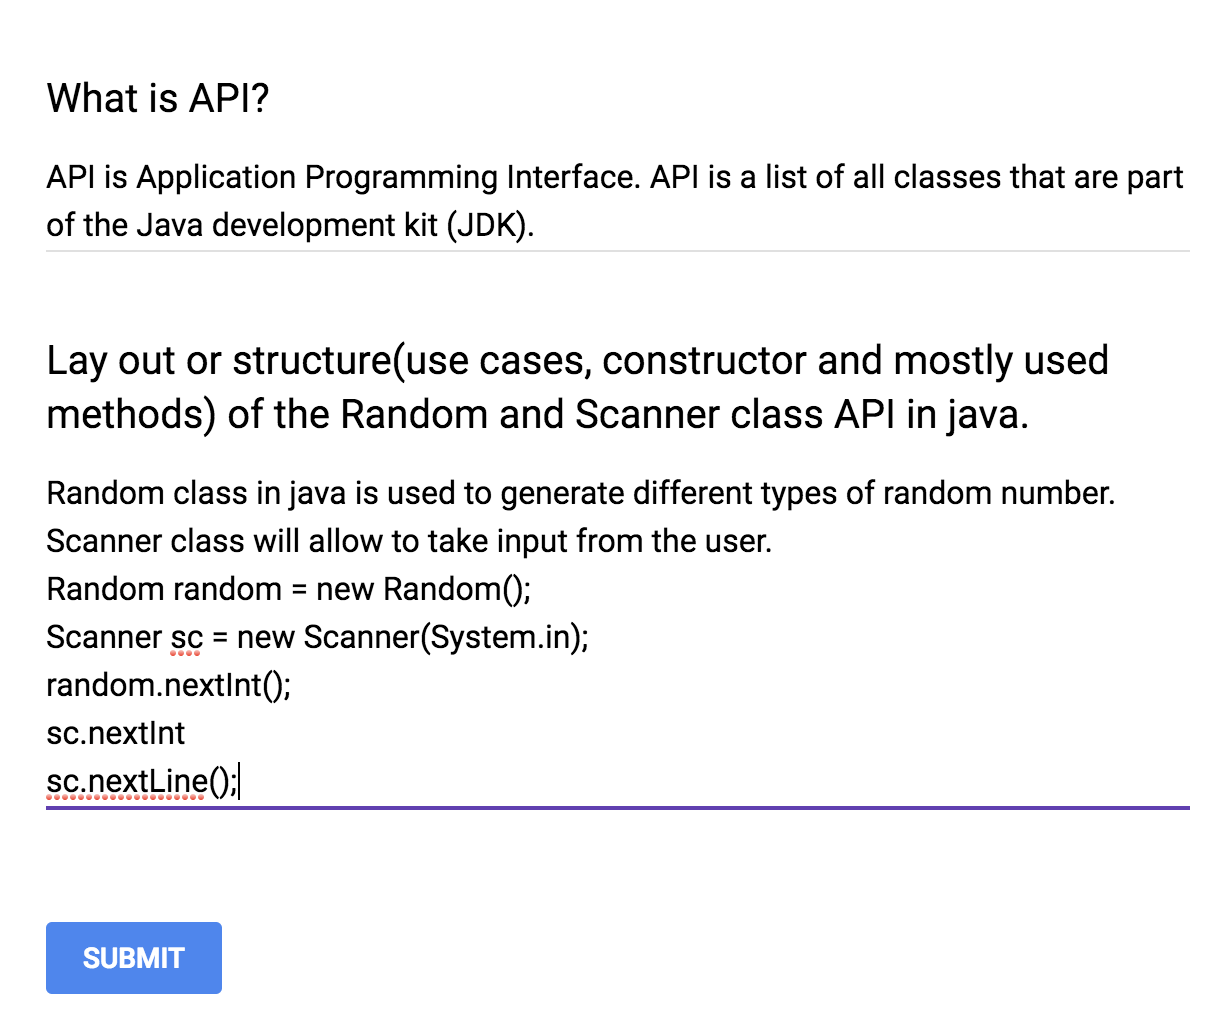 What is API?
API is Application Programming Interface. API is a list of all classes that are part
of the Java development kit (JDK).
Lay out or structure(use cases, constructor and mostly used
methods) of the Random and Scanner class API in java.
Random class in java is used to generate different types of random number.
Scanner class will allow to take input from the user.
Random random = new Random();
Scanner sc = new Scanner(System.in);
random.nextInt();
sc.nextInt
sc.nextLine();
SUBMIT